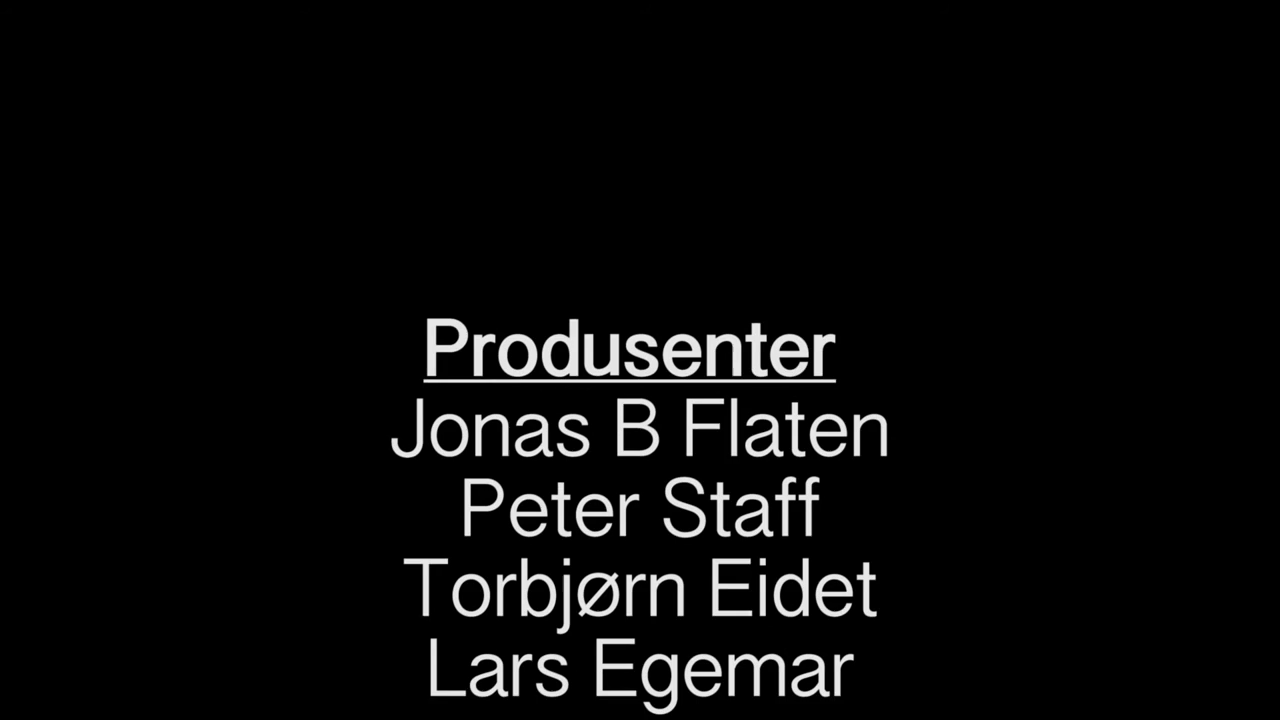 Produsenter
Jonas B Flaten
Peter Staff
Torbjørn Eidet
Lars Egemar